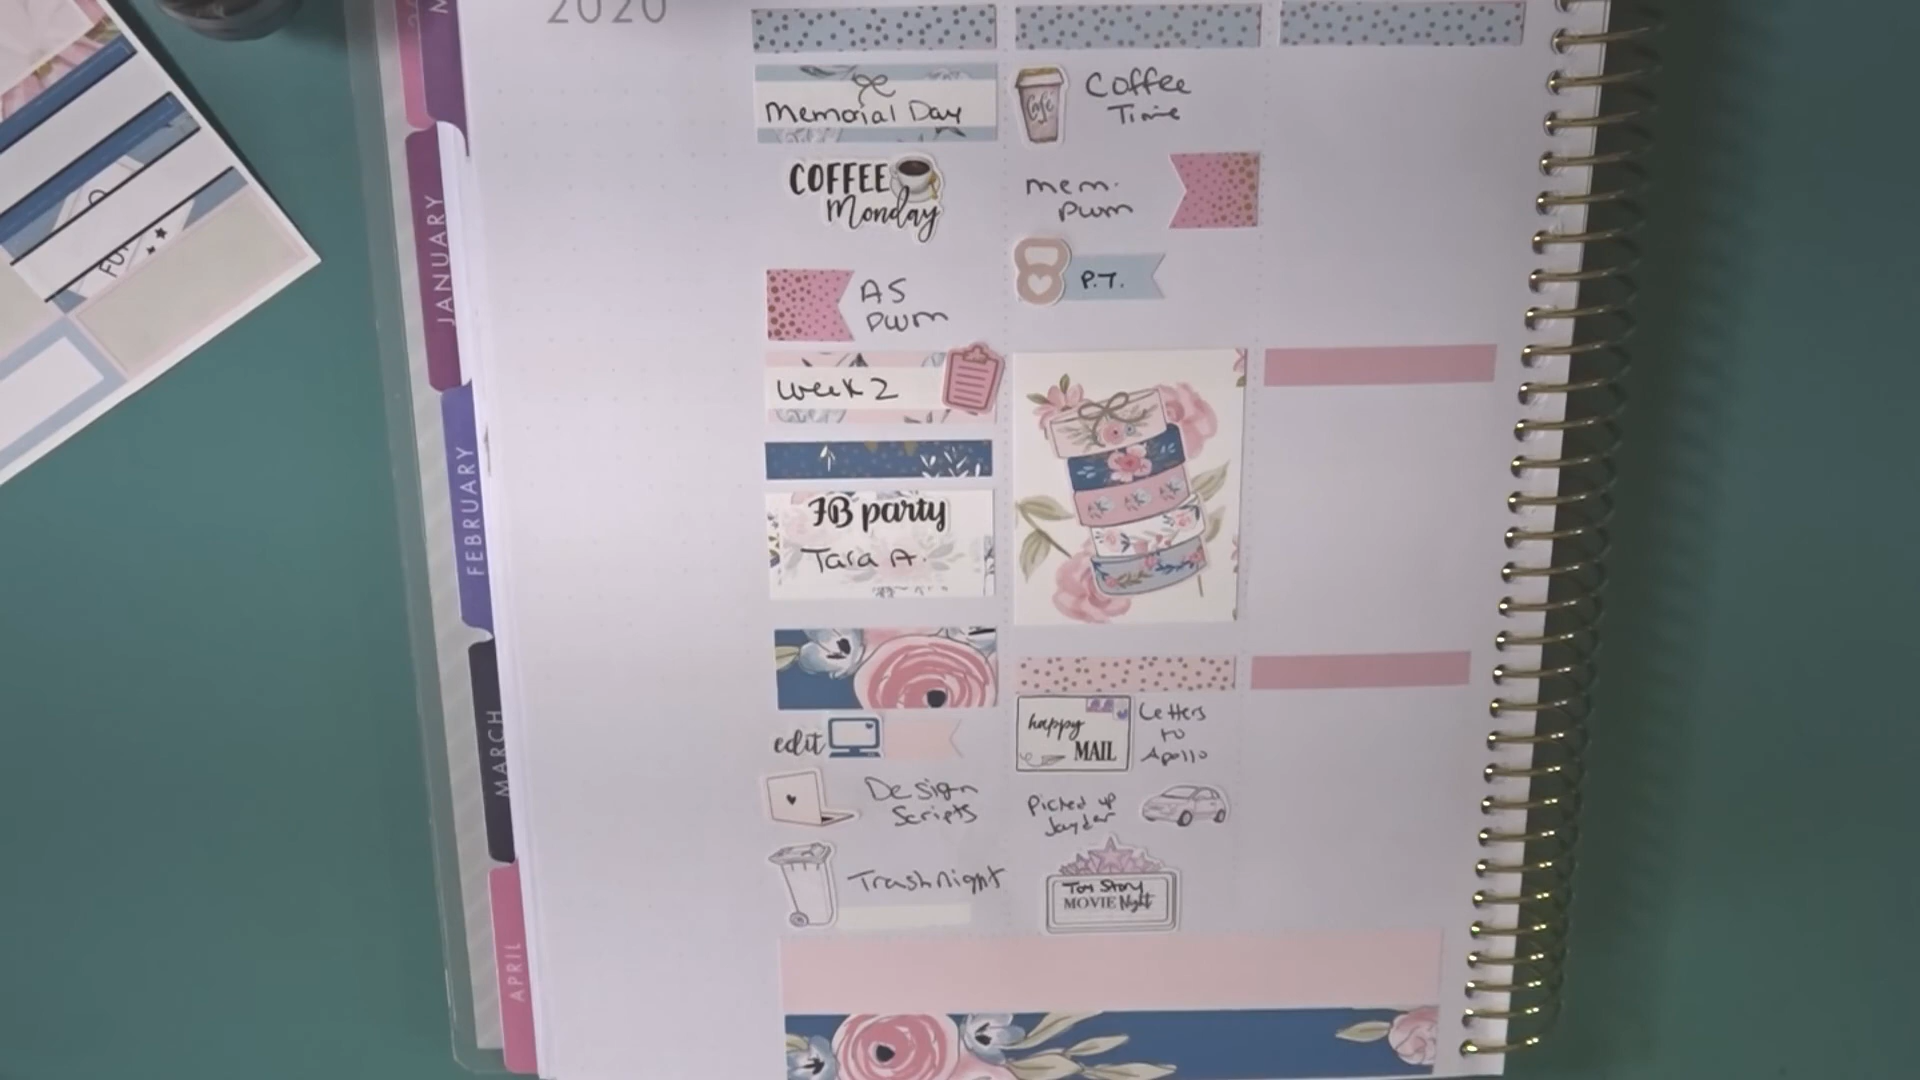 2020
Memorial Day
COFFEE
Monday
AS
pwm
week 2
FB party
Tara A.
edit
Design
Scripts
Trash night
Café
Coffee
Time
mem.
pwm
P.T.
happy
MAIL
Letters
to
Apollo
Picked up
Jayden
Toy Story
MOVIE Night
JANUARY
FEBRUARY
MARCH
APRIL